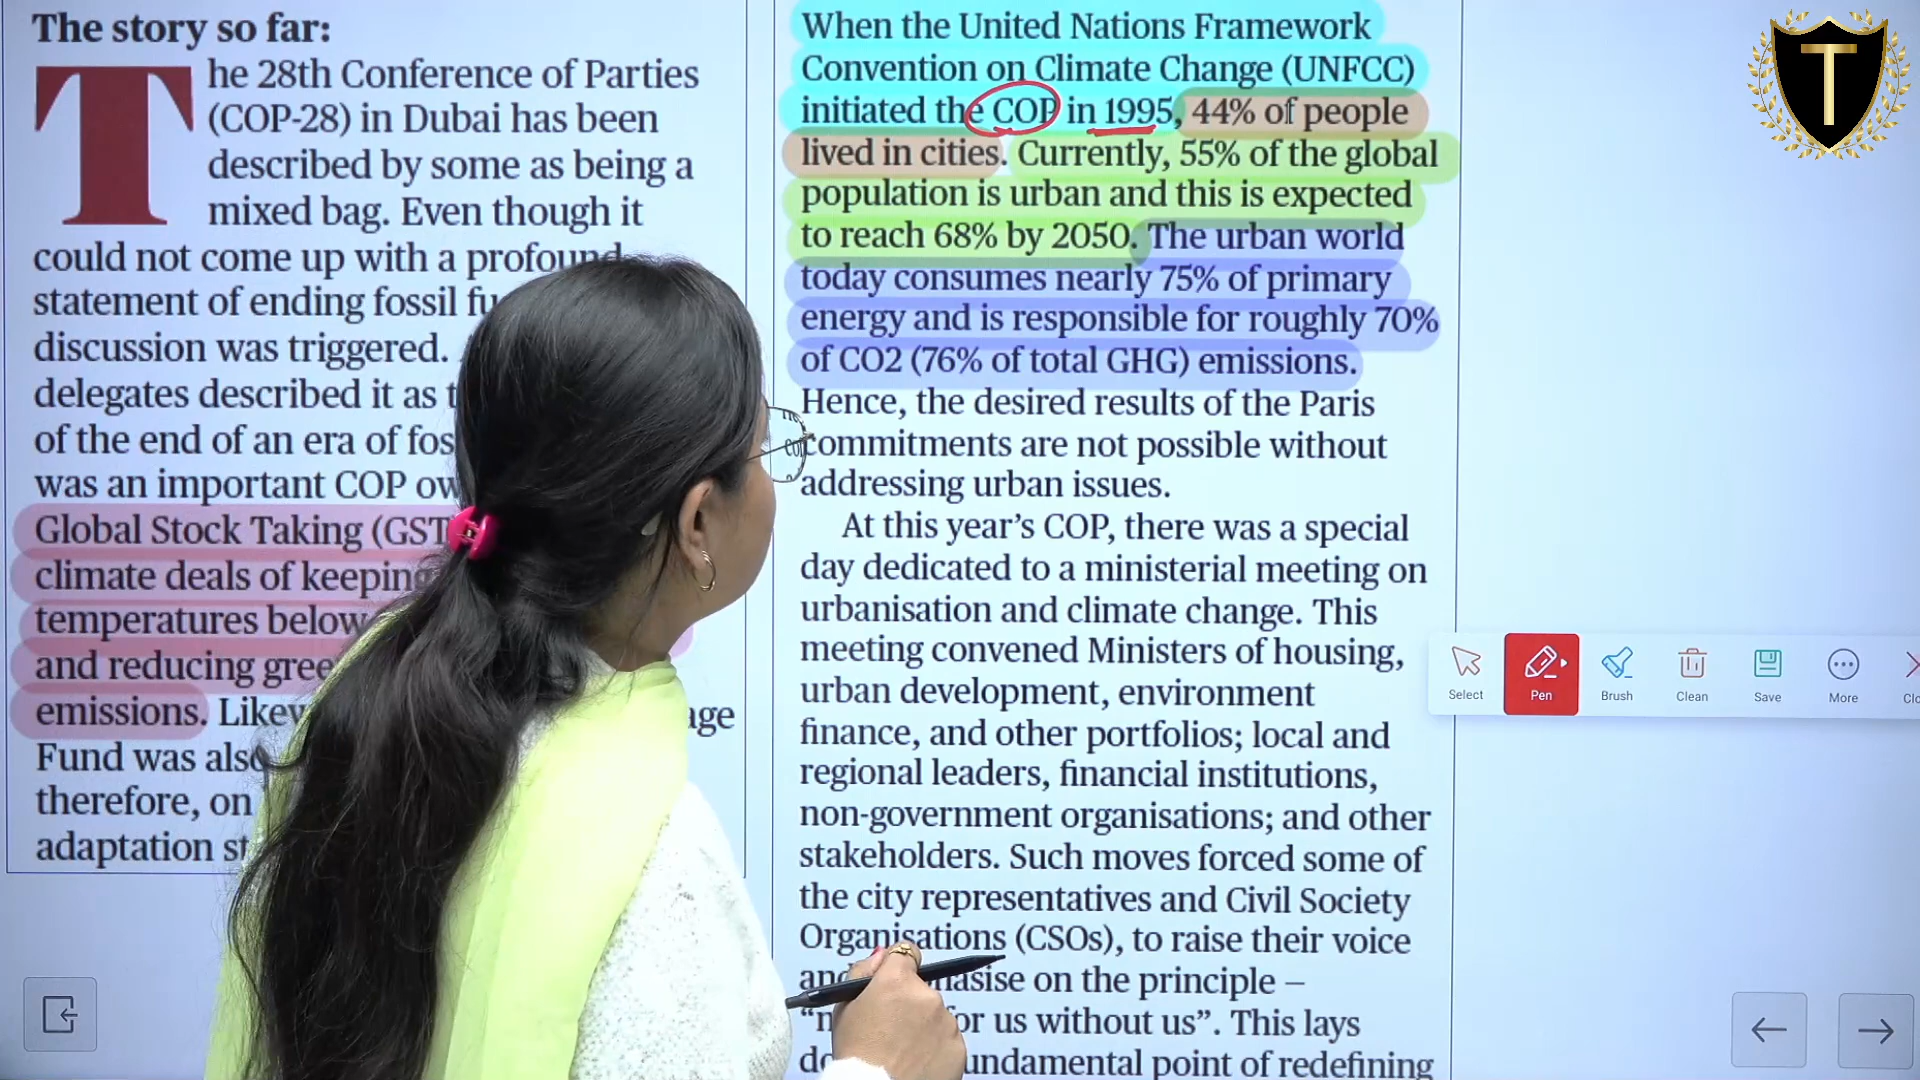 The story so far:
The 28th Conference of Parties
(COP-28) in Dubai has been
described by some as being a
mixed bag. Even though it
could not come up with a profound
statement of ending fossil
discussion was triggered.
delegates described it as
of the end of an era of
was an important COP
Global Stock Taking (GST
climate deals of keeping
temperatures below
and reducing
emissions.
Fund was also
therefore, on
adaptation
When the United Nations Framework
Convention on Climate Change (UNFCC)
initiated the COP in 1995, 44% of people
lived in cities. Currently, 55% of the global
population is urban and this is expected
to reach 68% by 2050. The urban world
today consumes nearly 75% of primary
energy and is responsible for roughly 70%
of CO2 (76% of total GHG) emissions.
Hence, the desired results of the Paris
commitments are not possible without
addressing urban issues.
At this year’s COP, there was a special
day dedicated to a ministerial meeting on
urbanisation and climate change. This
meeting convened Ministers of housing,
urban development, environment
finance, and other portfolios; local and
regional leaders, financial institutions,
non-government organisations; and other
stakeholders. Such moves forced some of
the city representatives and Civil Society
Organisations (CSOs), to raise their voice
on the principle –
for us without us”. This lays
fundamental point of redefining
T
Select
Pen
Brush
Clean
Save
More